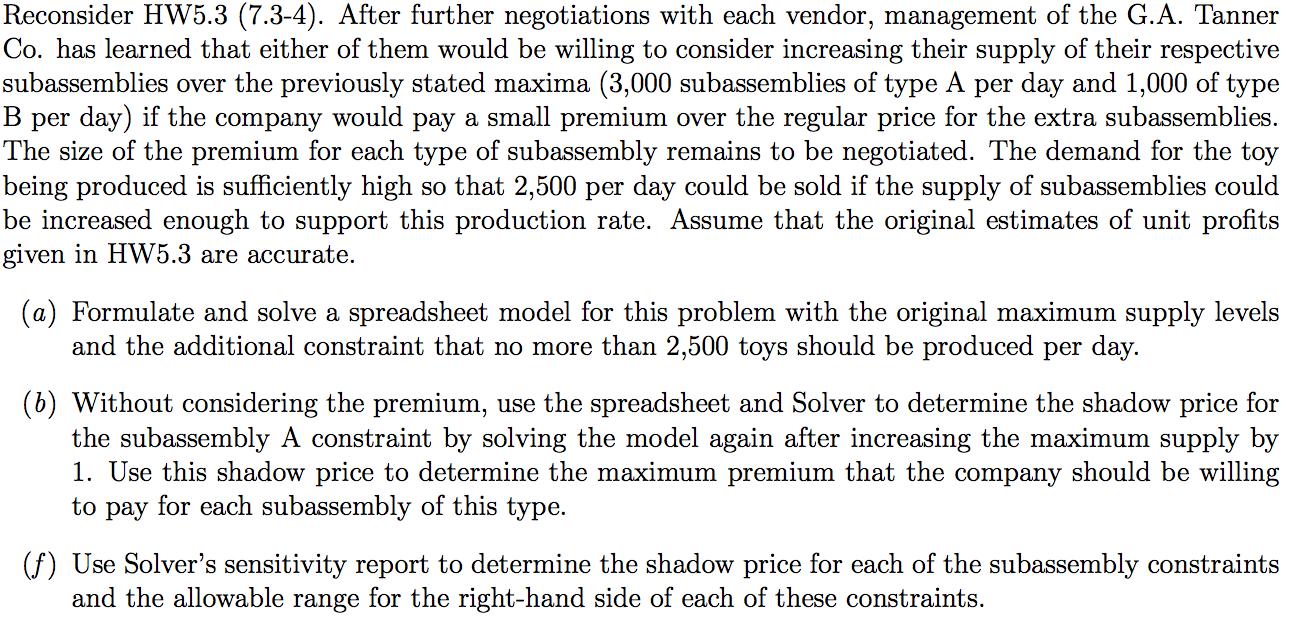 Reconsider HW5.3 (7.3-4). After further negotiations with each vendor, management of the G.A. Tanner
Co. has learned that either of them would be willing to consider increasing their supply of their respective
subassemblies over the previously stated maxima (3,000 subassemblies of type A per day and 1,000 of type
B per day) if the company would pay a small premium over the regular price for the extra subassemblies.
The size of the premium for each type of subassembly remains to be negotiated. The demand for the toy
being produced is sufficiently high so that 2,500 per day could be sold if the supply of subassemblies could
be increased enough to support this production rate. Assume that the original estimates of unit profits
given in HW5.3 are accurate.
(a) Formulate and solve a spreadsheet model for this problem with the original maximum supply levels
and the additional constraint that no more than 2,500 toys should be produced per day.
(b) Without considering the premium, use the spreadsheet and Solver to determine the shadow price for
the subassembly A constraint by solving the model again after increasing the maximum supply by
1. Use this shadow price to determine the maximum premium that the company should be willing
to pay for each subassembly of this type.
(f) Use Solver's sensitivity report to determine the shadow price for each of the subassembly constraints
and the allowable range for the right-hand side of each of these constraints.